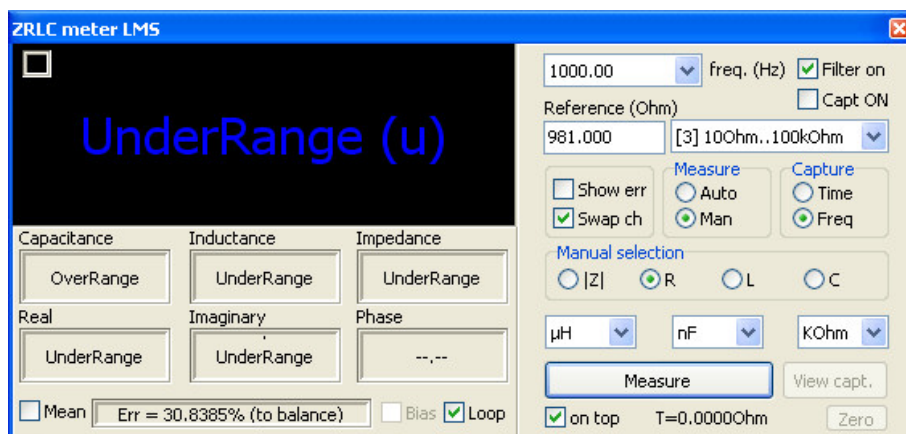 ZRLC meter LMS
UnderRange (u)
1000.00 freq. (Hz) Filter on
Capt ON
Reference (Ohm)
981.000 [3] 10Ohm..100kOhm
Measure Capture
Show err Auto Time
Swap ch Man Freq
Manual selection
|Z| R L C
Capacitance Inductance Impedance
OverRange UnderRange UnderRange
Real Imaginary Phase
UnderRange UnderRange --.--
µH nF KOhm
Measure View capt.
Mean Err = 30.8385% (to balance) Bias Loop
on top T=0.0000Ohm Zero